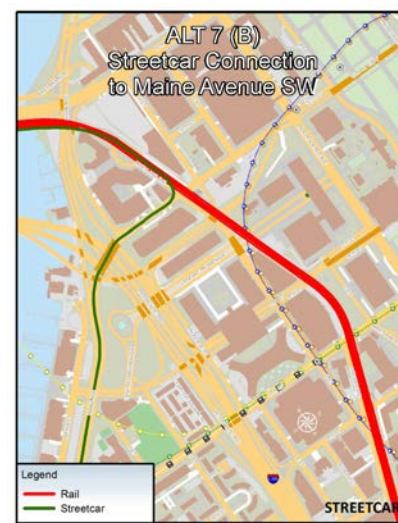 ALT 7 (B)
Streetcar Connection
to Maine Avenue SW
Legend
Rail
Streetcar
STREETCAR